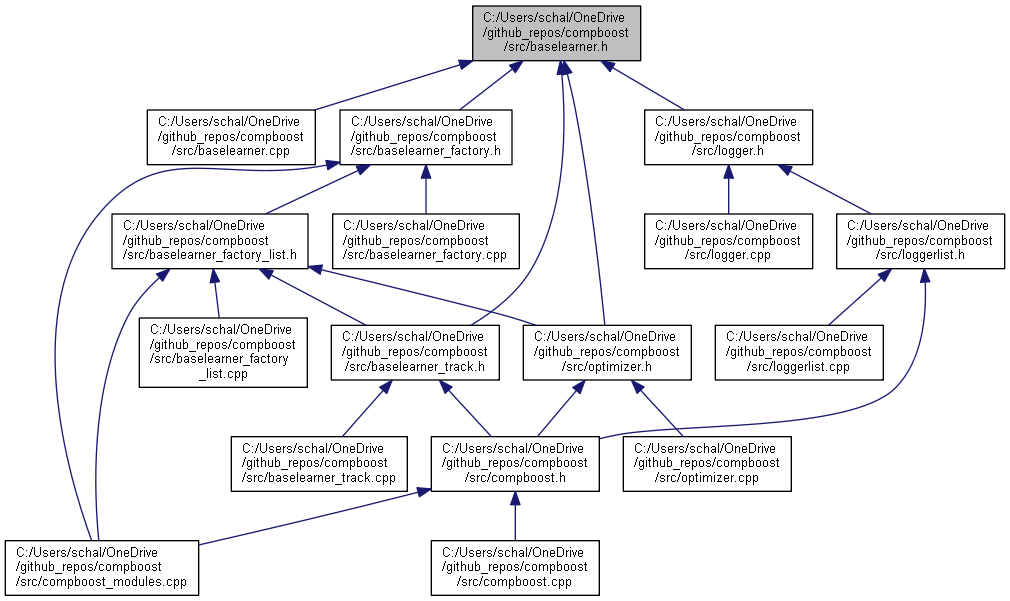 C:/Users/schal/OneDrive
/github_repos/compboost
/src/baselearner.h
C:/Users/schal/OneDrive
/github_repos/compboost
/src/baselearner.cpp
C:/Users/schal/OneDrive
/github_repos/compboost
/src/baselearner_factory.h
C:/Users/schal/OneDrive
/github_repos/compboost
/src/logger.h
C:/Users/schal/OneDrive
/github_repos/compboost
/src/baselearner_factory_list.h
C:/Users/schal/OneDrive
/github_repos/compboost
/src/baselearner_factory.cpp
C:/Users/schal/OneDrive
/github_repos/compboost
/src/logger.cpp
C:/Users/schal/OneDrive
/github_repos/compboost
/src/loggerlist.h
C:/Users/schal/OneDrive
/github_repos/compboost
/src/baselearner_factory
_list.cpp
C:/Users/schal/OneDrive
/github_repos/compboost
/src/baselearner_track.h
C:/Users/schal/OneDrive
/github_repos/compboost
/src/optimizer.h
C:/Users/schal/OneDrive
/github_repos/compboost
/src/loggerlist.cpp
C:/Users/schal/OneDrive
/github_repos/compboost
/src/baselearner_track.cpp
C:/Users/schal/OneDrive
/github_repos/compboost
/src/compboost.h
C:/Users/schal/OneDrive
/github_repos/compboost
/src/optimizer.cpp
C:/Users/schal/OneDrive
/github_repos/compboost
/src/compboost_modules.cpp
C:/Users/schal/OneDrive
/github_repos/compboost
/src/compboost.cpp